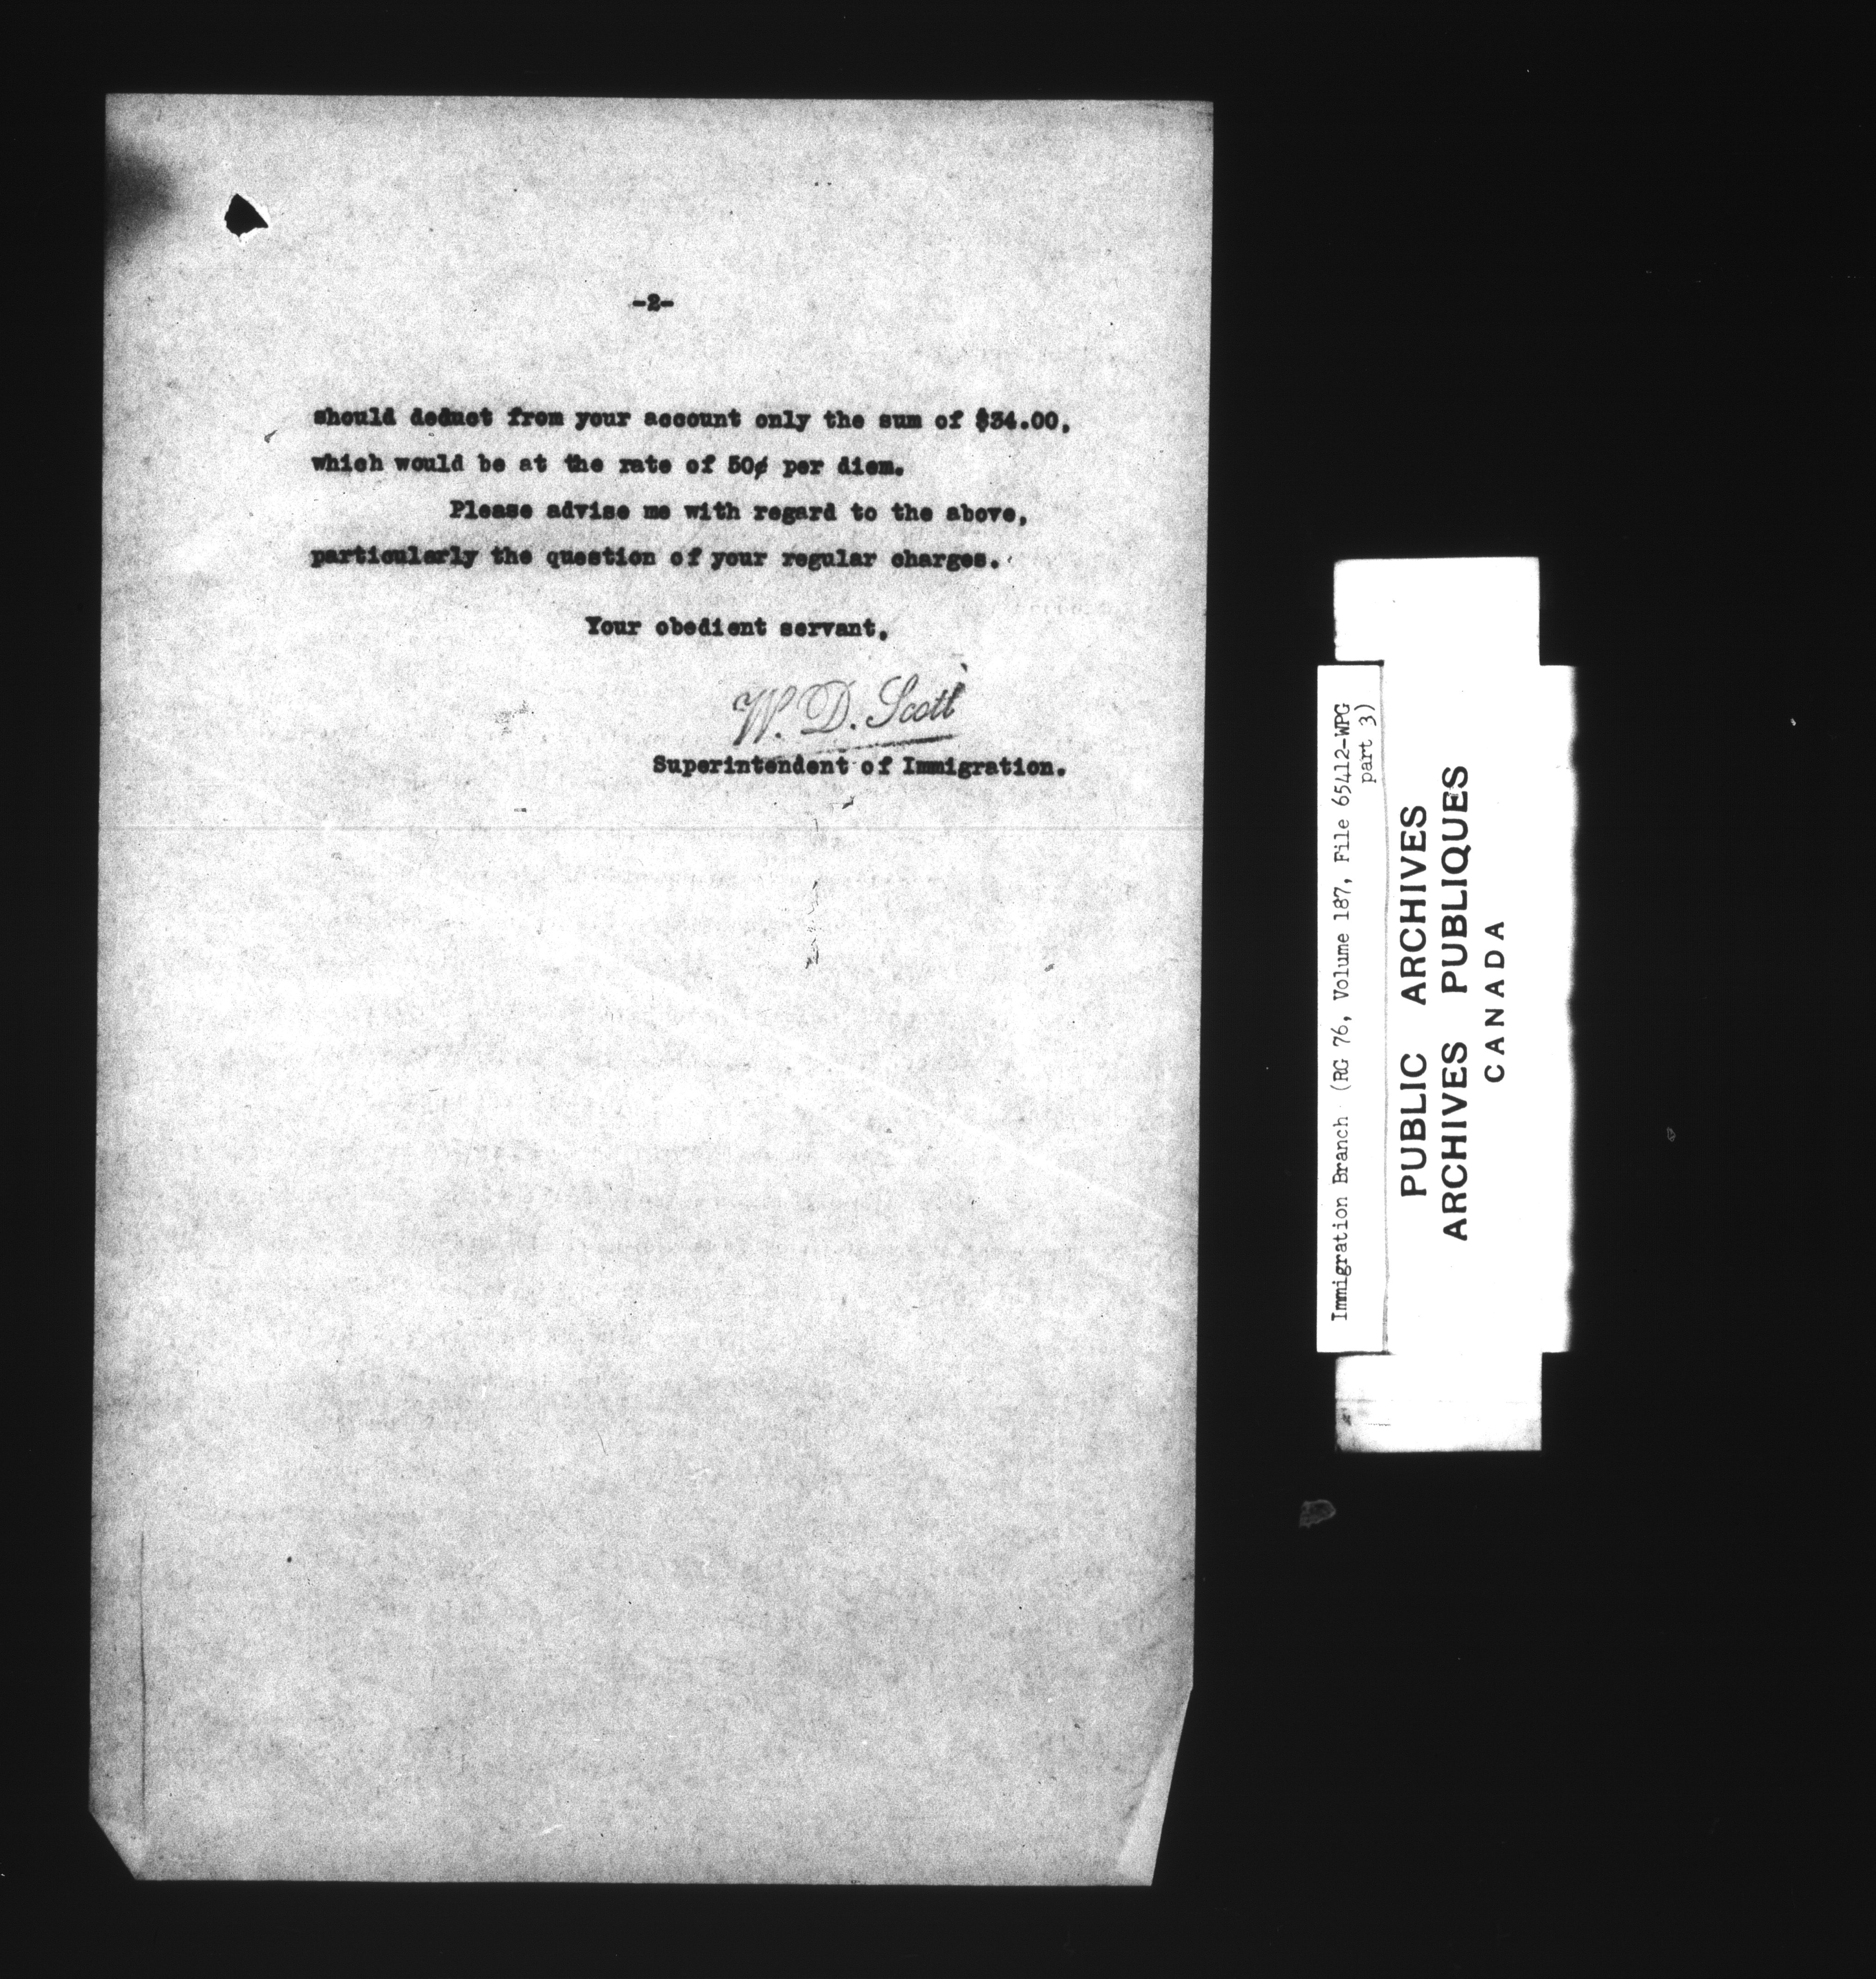 -2-
should deduct from your account only the sum of $34.00,
which would be at the rate of 50¢ per diem.
Please advise me with regard to the above,
particularly the question of your regular charges.
Your obedient servant,
W. D. Scott
Superintendent of Immigration.
Immigration Branch (RG 76, Volume 187, File 65412-WPG
part 3)
PUBLIC ARCHIVES
ARCHIVES PUBLIQUES
CANADA